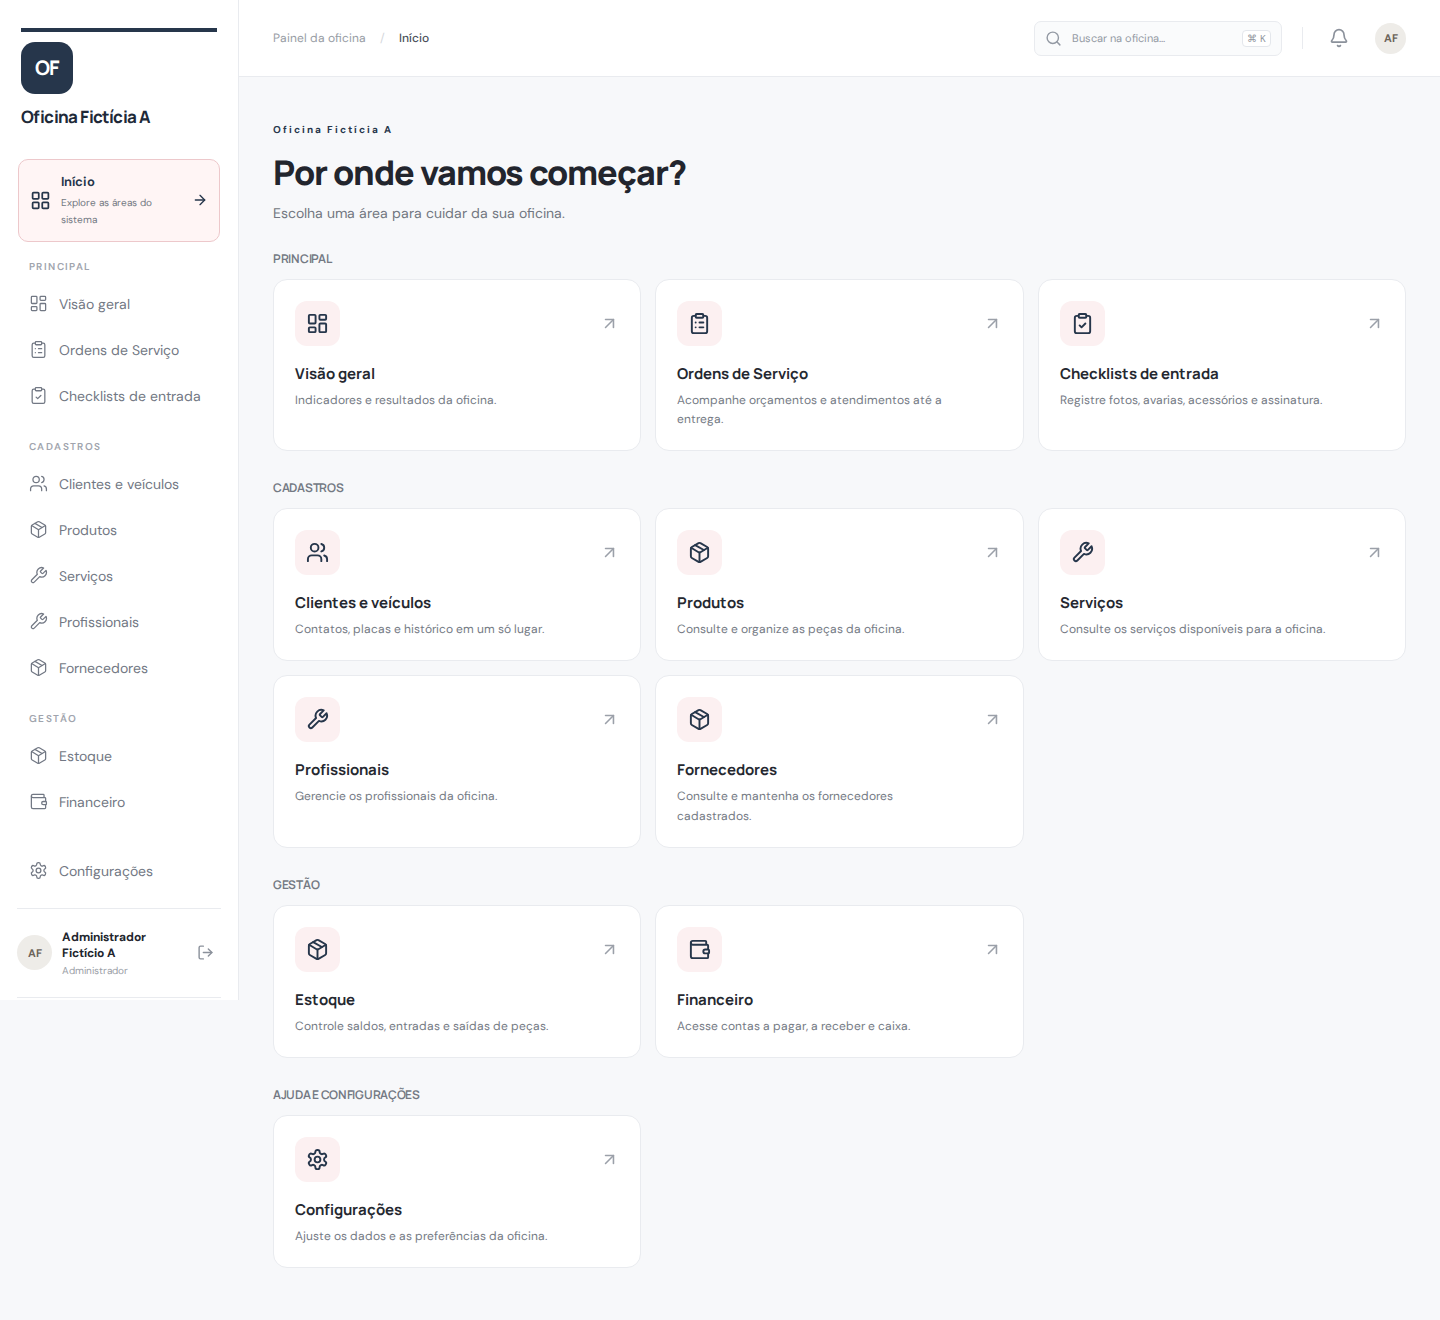 OF
Oficina Fictícia A
Início
Explore as áreas do
sistema
PRINCIPAL
Visão geral
Ordens de Serviço
Checklists de entrada
CADASTROS
Clientes e veículos
Produtos
Serviços
Profissionais
Fornecedores
GESTÃO
Estoque
Financeiro
Configurações
AF
Administrador
Fictício A
Administrador
Painel da oficina / Início
Buscar na oficina... ⌘ K
AF
Oficina Fictícia A
Por onde vamos começar?
Escolha uma área para cuidar da sua oficina.
PRINCIPAL
Visão geral
Indicadores e resultados da oficina.
Ordens de Serviço
Acompanhe orçamentos e atendimentos até a
entrega.
Checklists de entrada
Registre fotos, avarias, acessórios e assinatura.
CADASTROS
Clientes e veículos
Contatos, placas e histórico em um só lugar.
Produtos
Consulte e organize as peças da oficina.
Serviços
Consulte os serviços disponíveis para a oficina.
Profissionais
Gerencie os profissionais da oficina.
Fornecedores
Consulte e mantenha os fornecedores
cadastrados.
GESTÃO
Estoque
Controle saldos, entradas e saídas de peças.
Financeiro
Acesse contas a pagar, a receber e caixa.
AJUDA E CONFIGURAÇÕES
Configurações
Ajuste os dados e as preferências da oficina.